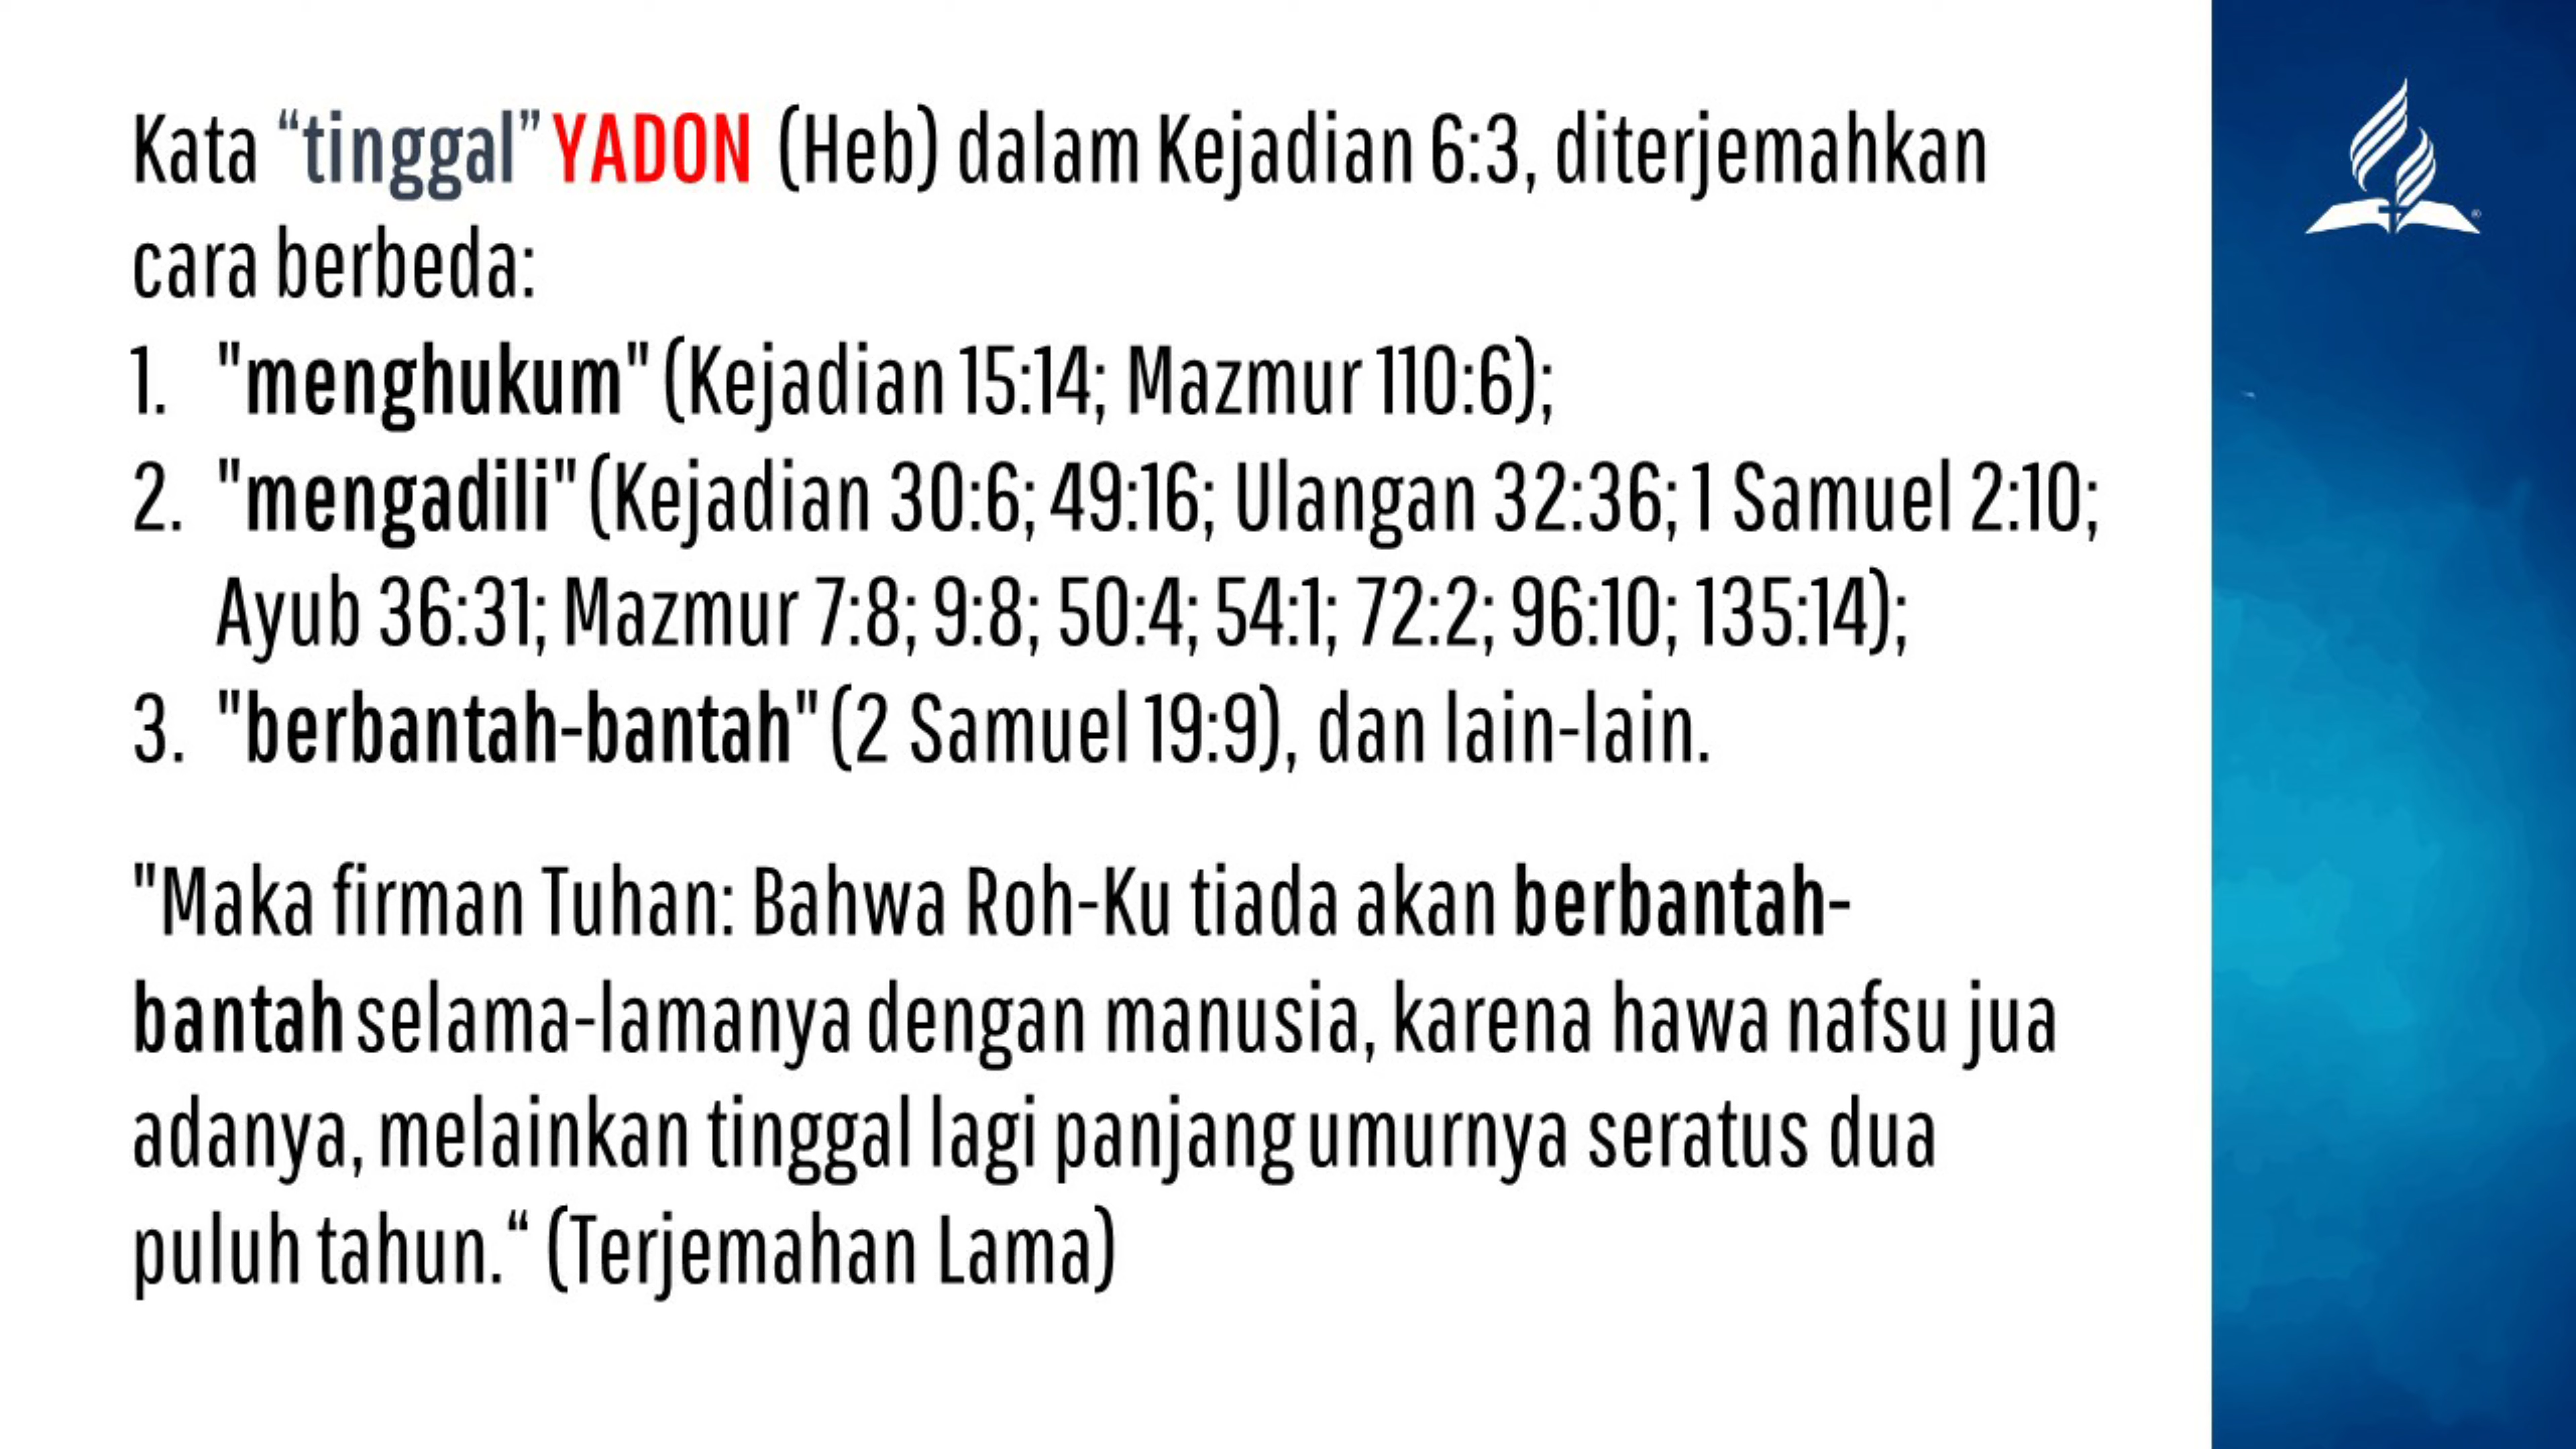 Kata “tinggal” YADON (Heb) dalam Kejadian 6:3, diterjemahkan
cara berbeda:
1. "menghukum" (Kejadian 15:14; Mazmur 110:6);
2. "mengadili" (Kejadian 30:6; 49:16; Ulangan 32:36; 1 Samuel 2:10;
Ayub 36:31; Mazmur 7:8; 9:8; 50:4; 54:1; 72:2; 96:10; 135:14);
3. "berbantah-bantah" (2 Samuel 19:9), dan lain-lain.
"Maka firman Tuhan: Bahwa Roh-Ku tiada akan berbantah-
bantah selama-lamanya dengan manusia, karena hawa nafsu jua
adanya, melainkan tinggal lagi panjang umurnya seratus dua
puluh tahun.“ (Terjemahan Lama)
®